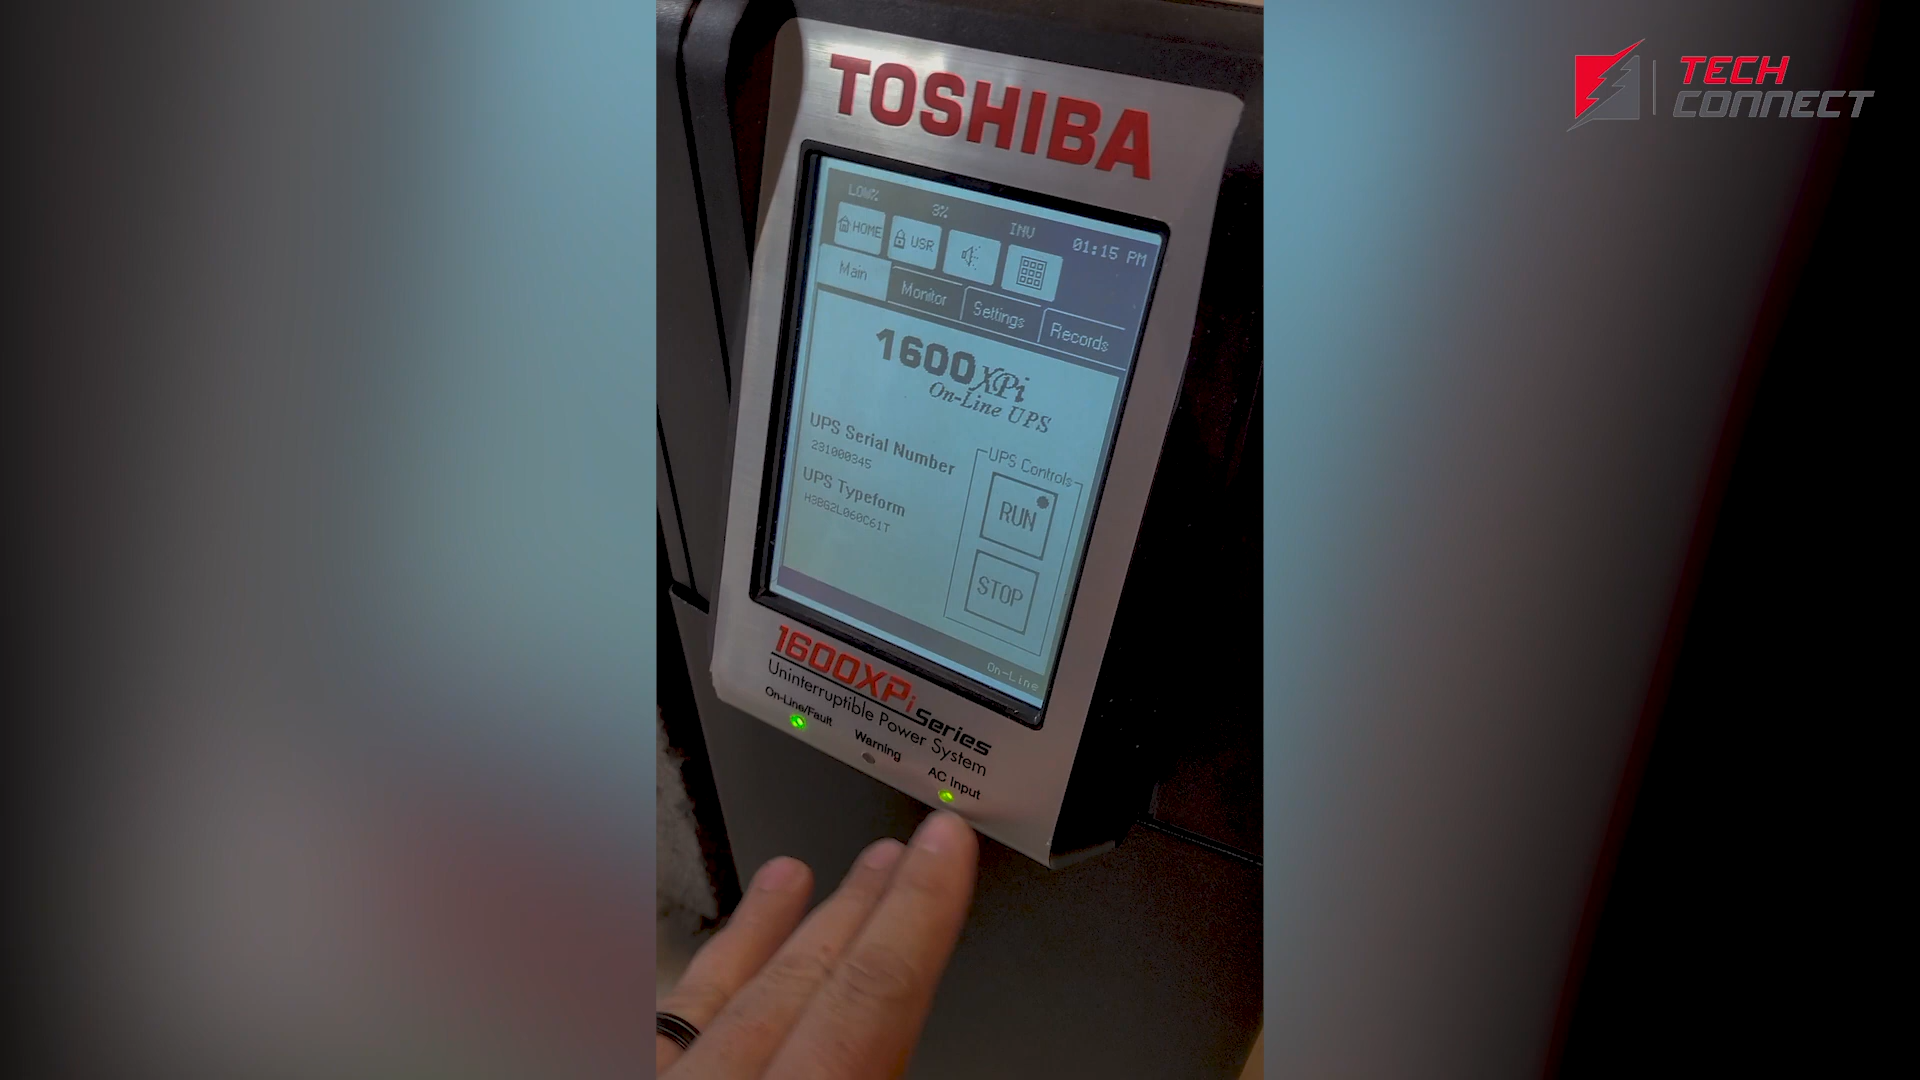 TOSHIBA
TECH
CONNECT
LOW% 3% INV 01:15 PM
HOME USR
Main Monitor Settings Records
1600XPi
On-Line UPS
UPS Serial Number
231000345
UPS Typeform
H3BG2L060C61T
UPS Controls
RUN
STOP
On-Line
1600XPi Series
Uninterruptible Power System
On-Line/Fault
Warning
AC Input